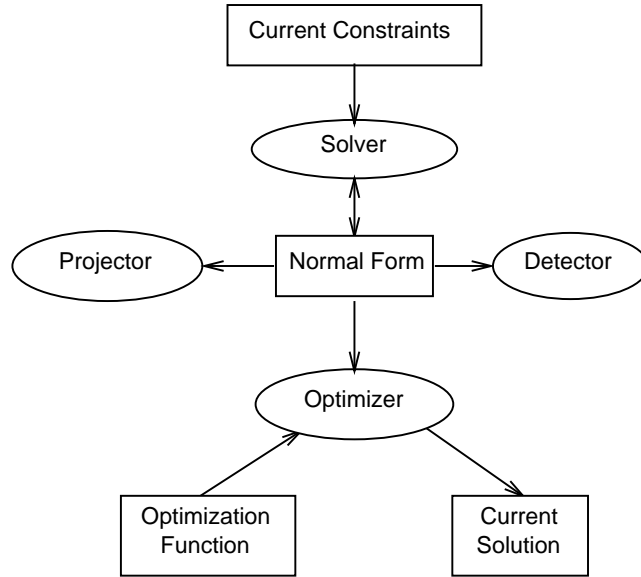 Current Constraints
Solver
Projector
Normal Form
Detector
Optimizer
Optimization
Function
Current
Solution